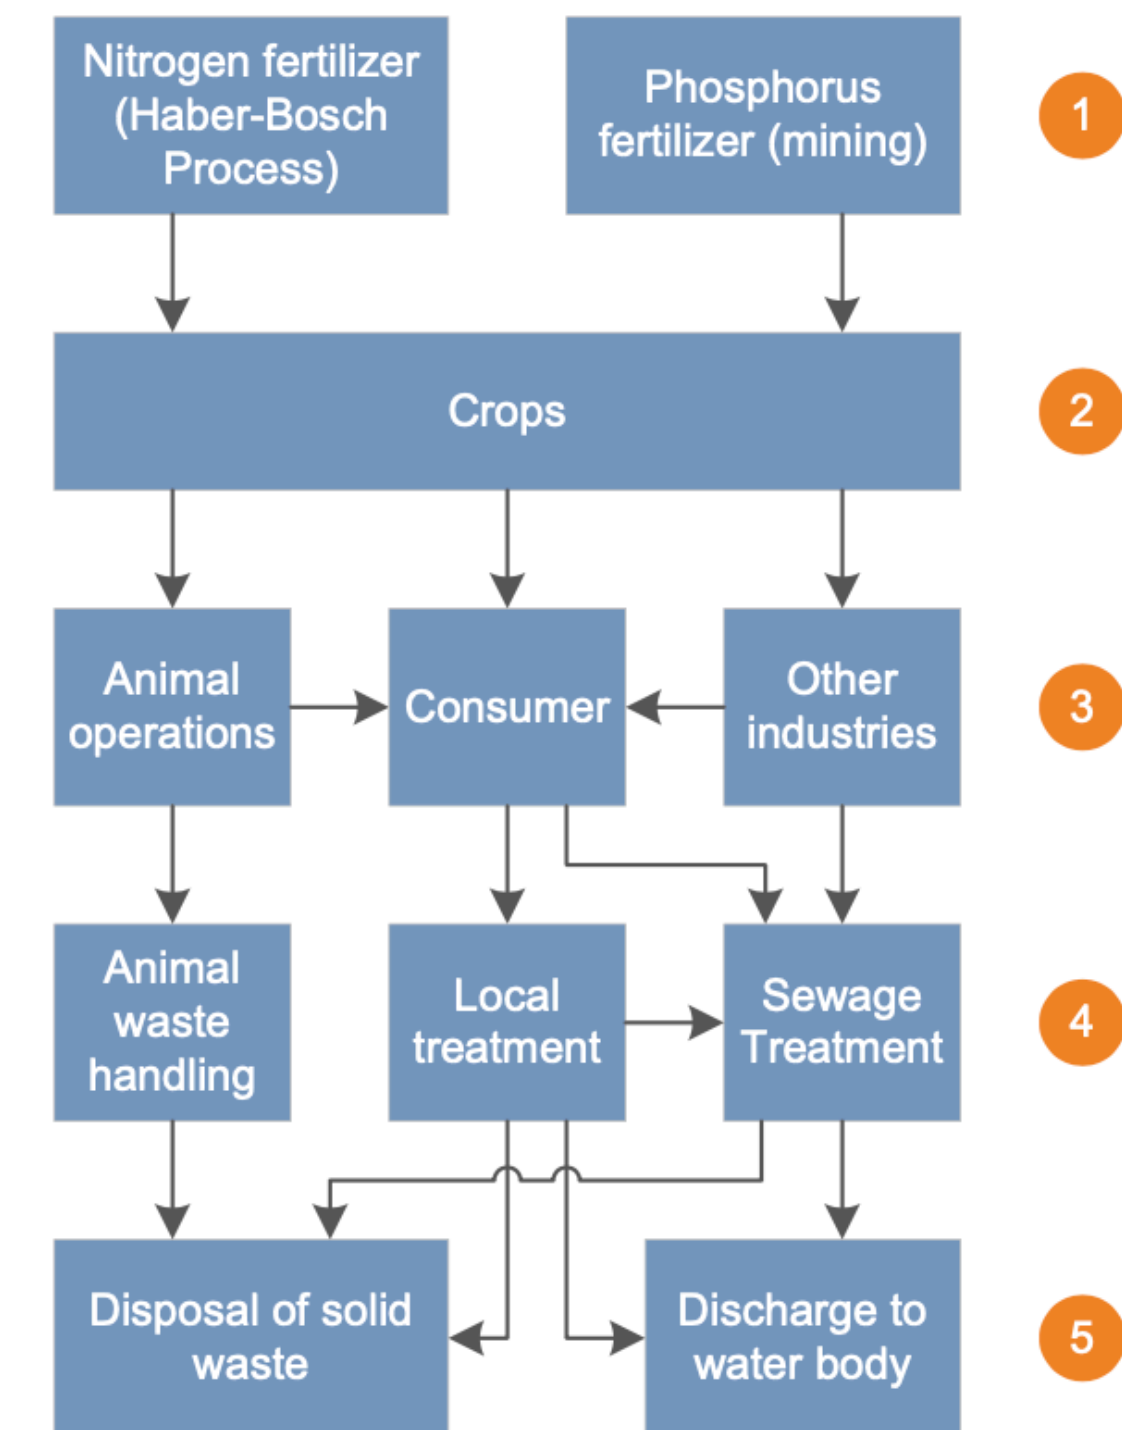 Nitrogen fertilizer
(Haber-Bosch
Process)
Phosphorus
fertilizer (mining)
1
Crops
2
Animal
operations
Consumer
Other
industries
3
Animal
waste
handling
Local
treatment
Sewage
Treatment
4
Disposal of solid
waste
Discharge to
water body
5